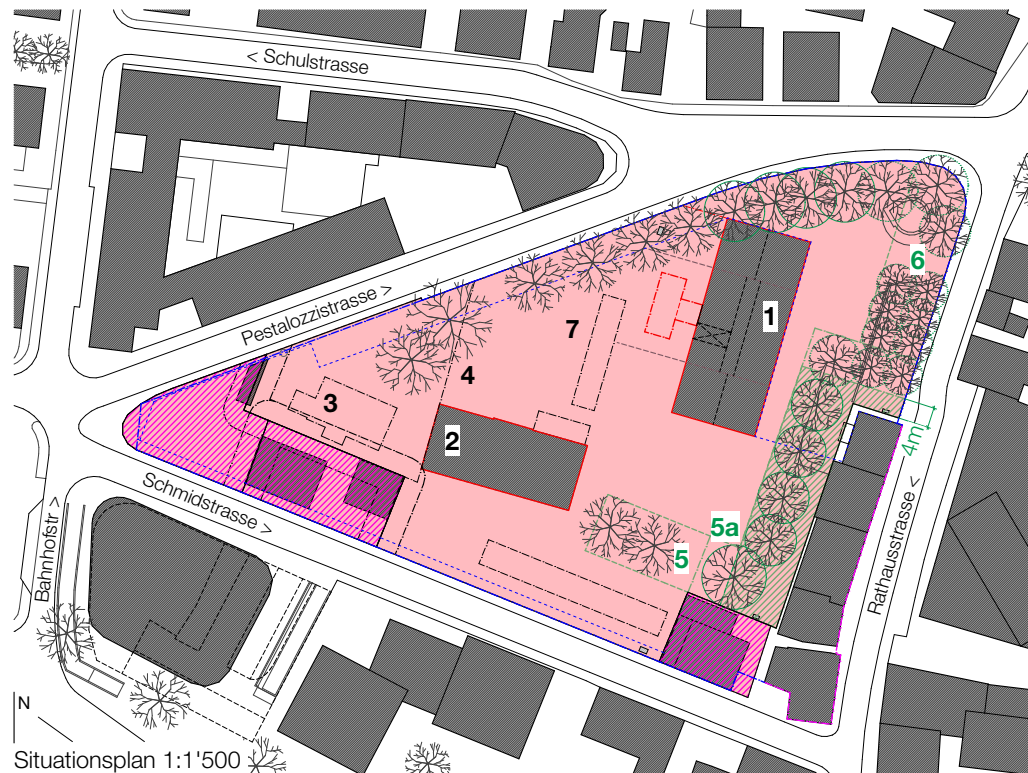 < Schulstrasse
6
Pestalozzistrasse >
7
1
4
3
2
4m
Schmidstrasse >
5a
5
Bahnhofstr >
Rathausstrasse <
N
Situationsplan 1:1'500